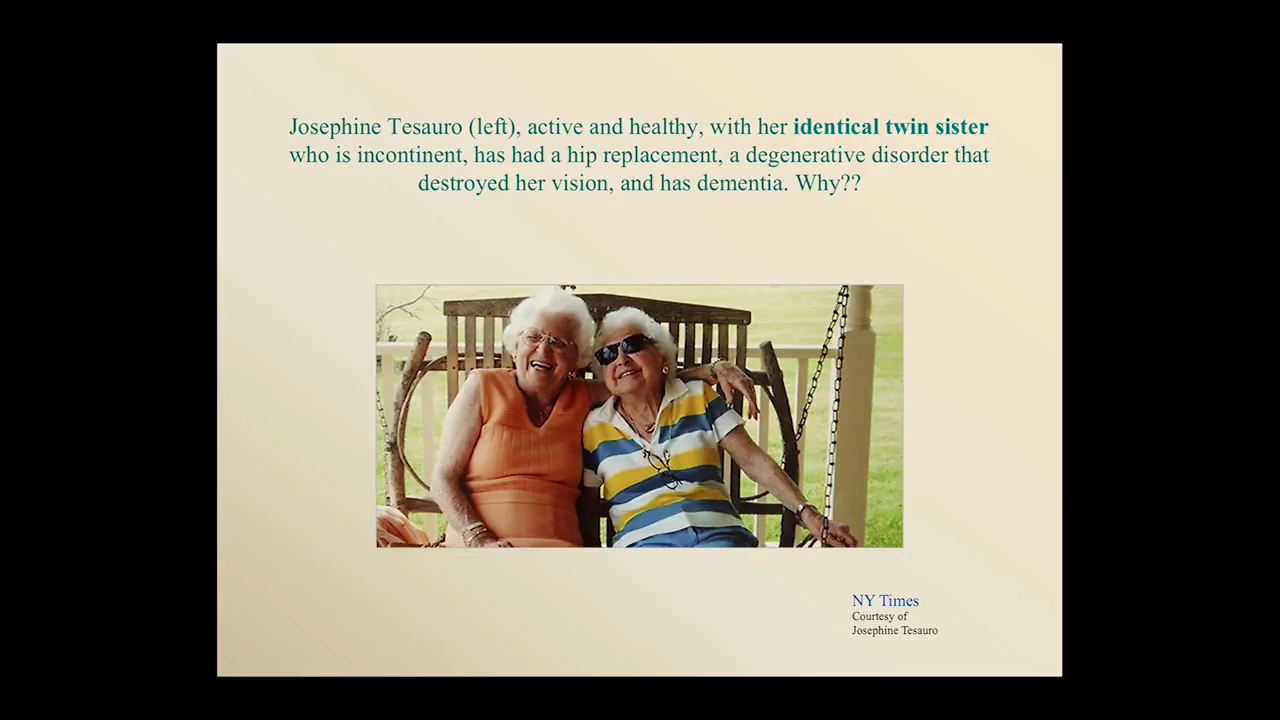 Josephine Tesauro (left), active and healthy, with her identical twin sister
who is incontinent, has had a hip replacement, a degenerative disorder that
destroyed her vision, and has dementia. Why??
NY Times
Courtesy of
Josephine Tesauro